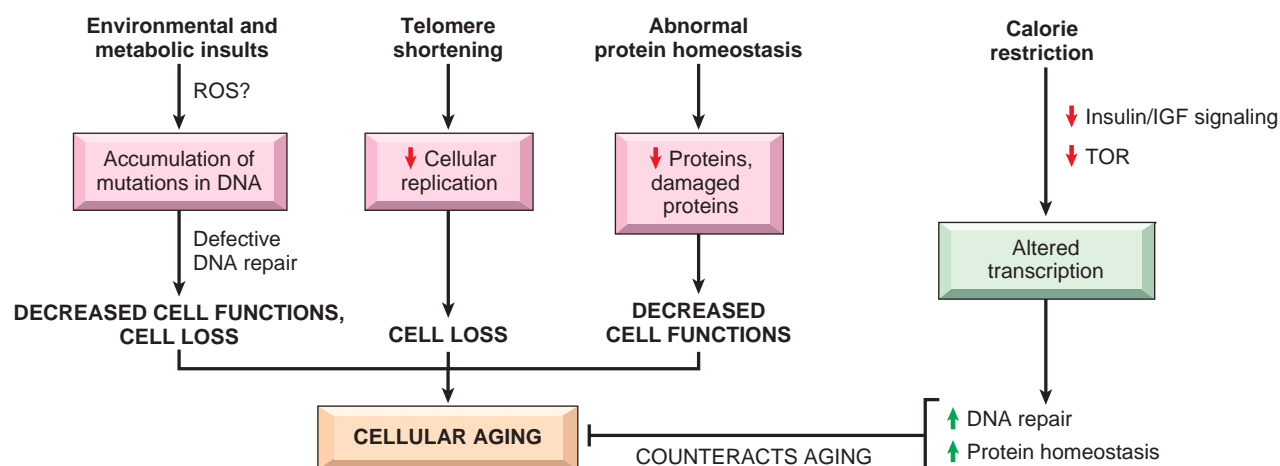 Environmental and
metabolic insults
ROS?
Accumulation of
mutations in DNA
Defective
DNA repair
DECREASED CELL FUNCTIONS,
CELL LOSS
Telomere
shortening
Cellular
replication
CELL LOSS
Abnormal
protein homeostasis
Proteins,
damaged
proteins
DECREASED
CELL FUNCTIONS
CELLULAR AGING
Calorie
restriction
Insulin/IGF signaling
TOR
Altered
transcription
DNA repair
Protein homeostasis
COUNTERACTS AGING